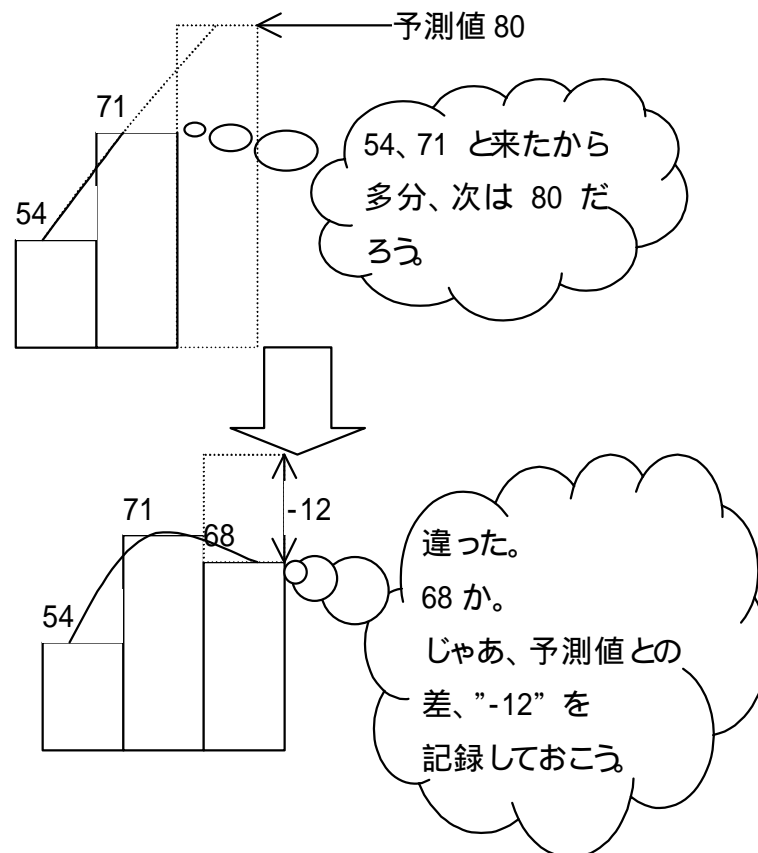 予測値 80
71
54
54、71 と来たから
多分、次は 80 だ
ろう。
-12
71
68
54
違った。
68 か。
じゃあ、予測値との
差、”-12” を
記録しておこう。